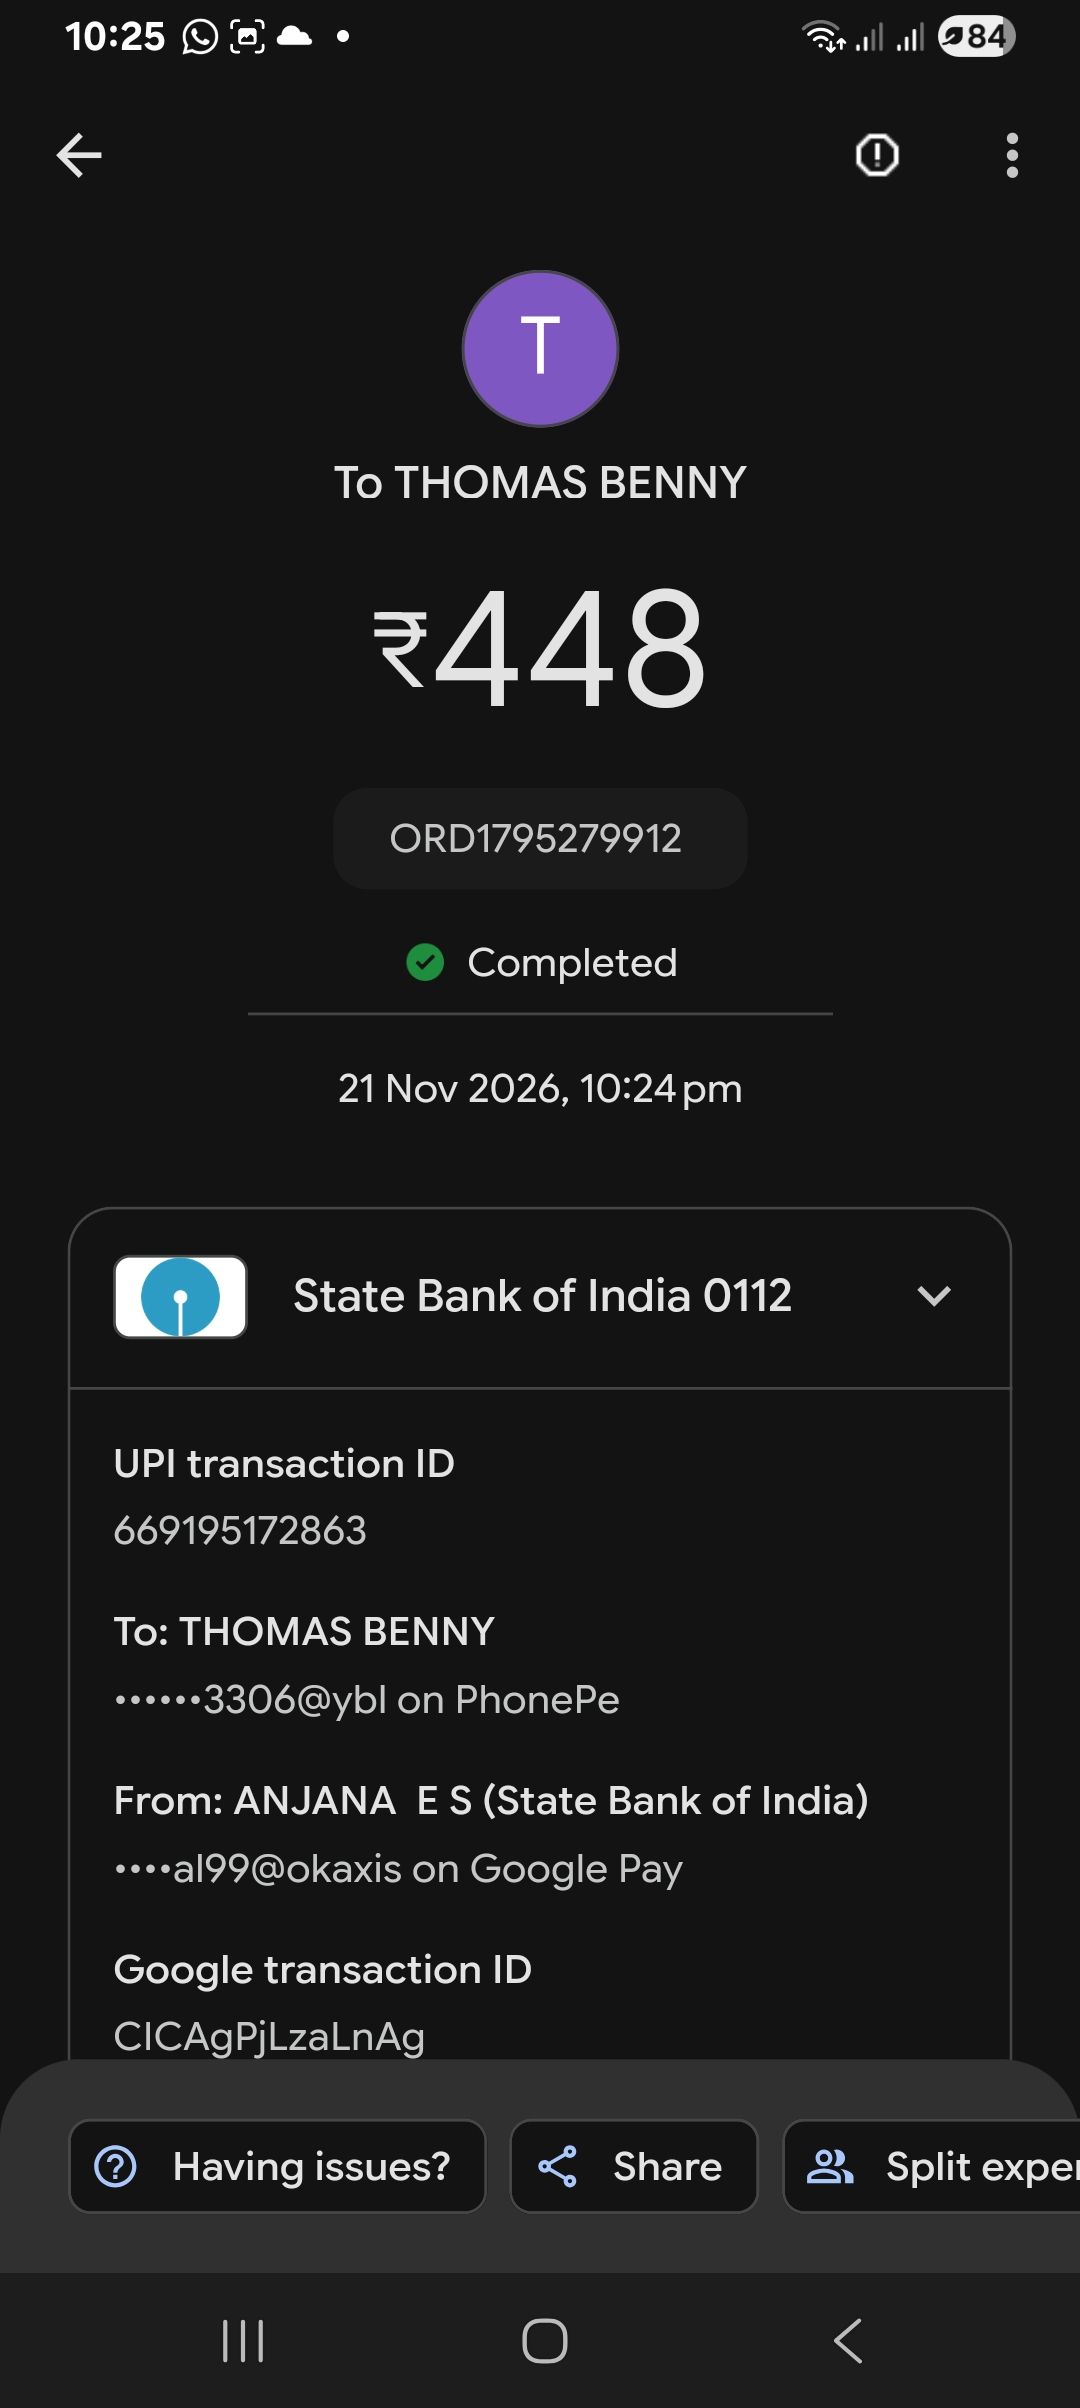 10:25
84
T
To THOMAS BENNY
₹448
ORD1795279912
Completed
21 Nov 2026, 10:24 pm
State Bank of India 0112
UPI transaction ID
669195172863
To: THOMAS BENNY
••••••3306@ybl on PhonePe
From: ANJANA  E S (State Bank of India)
••••al99@okaxis on Google Pay
Google transaction ID
CICAgPjLzaLnAg
Having issues?
Share
Split exper